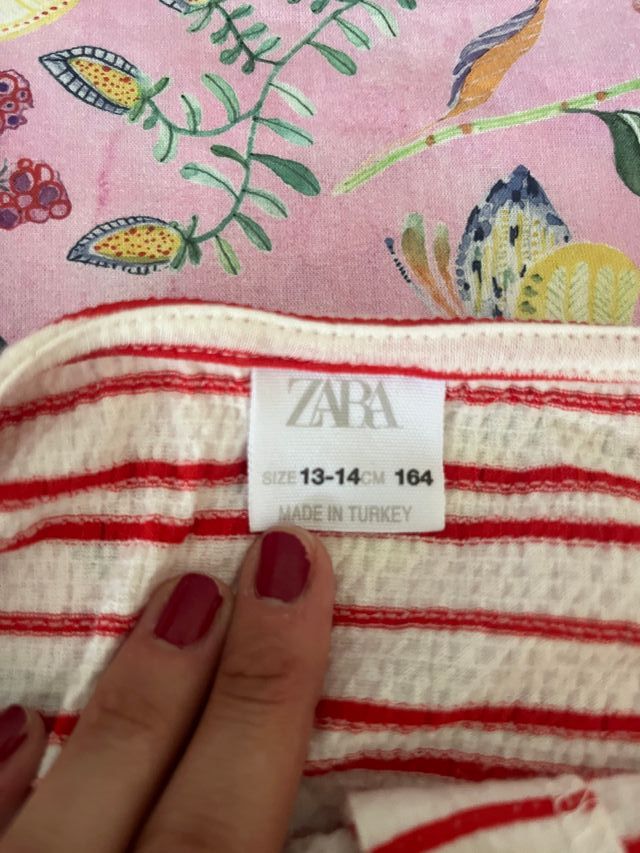 ZARA
SIZE 13-14 CM 164
MADE IN TURKEY